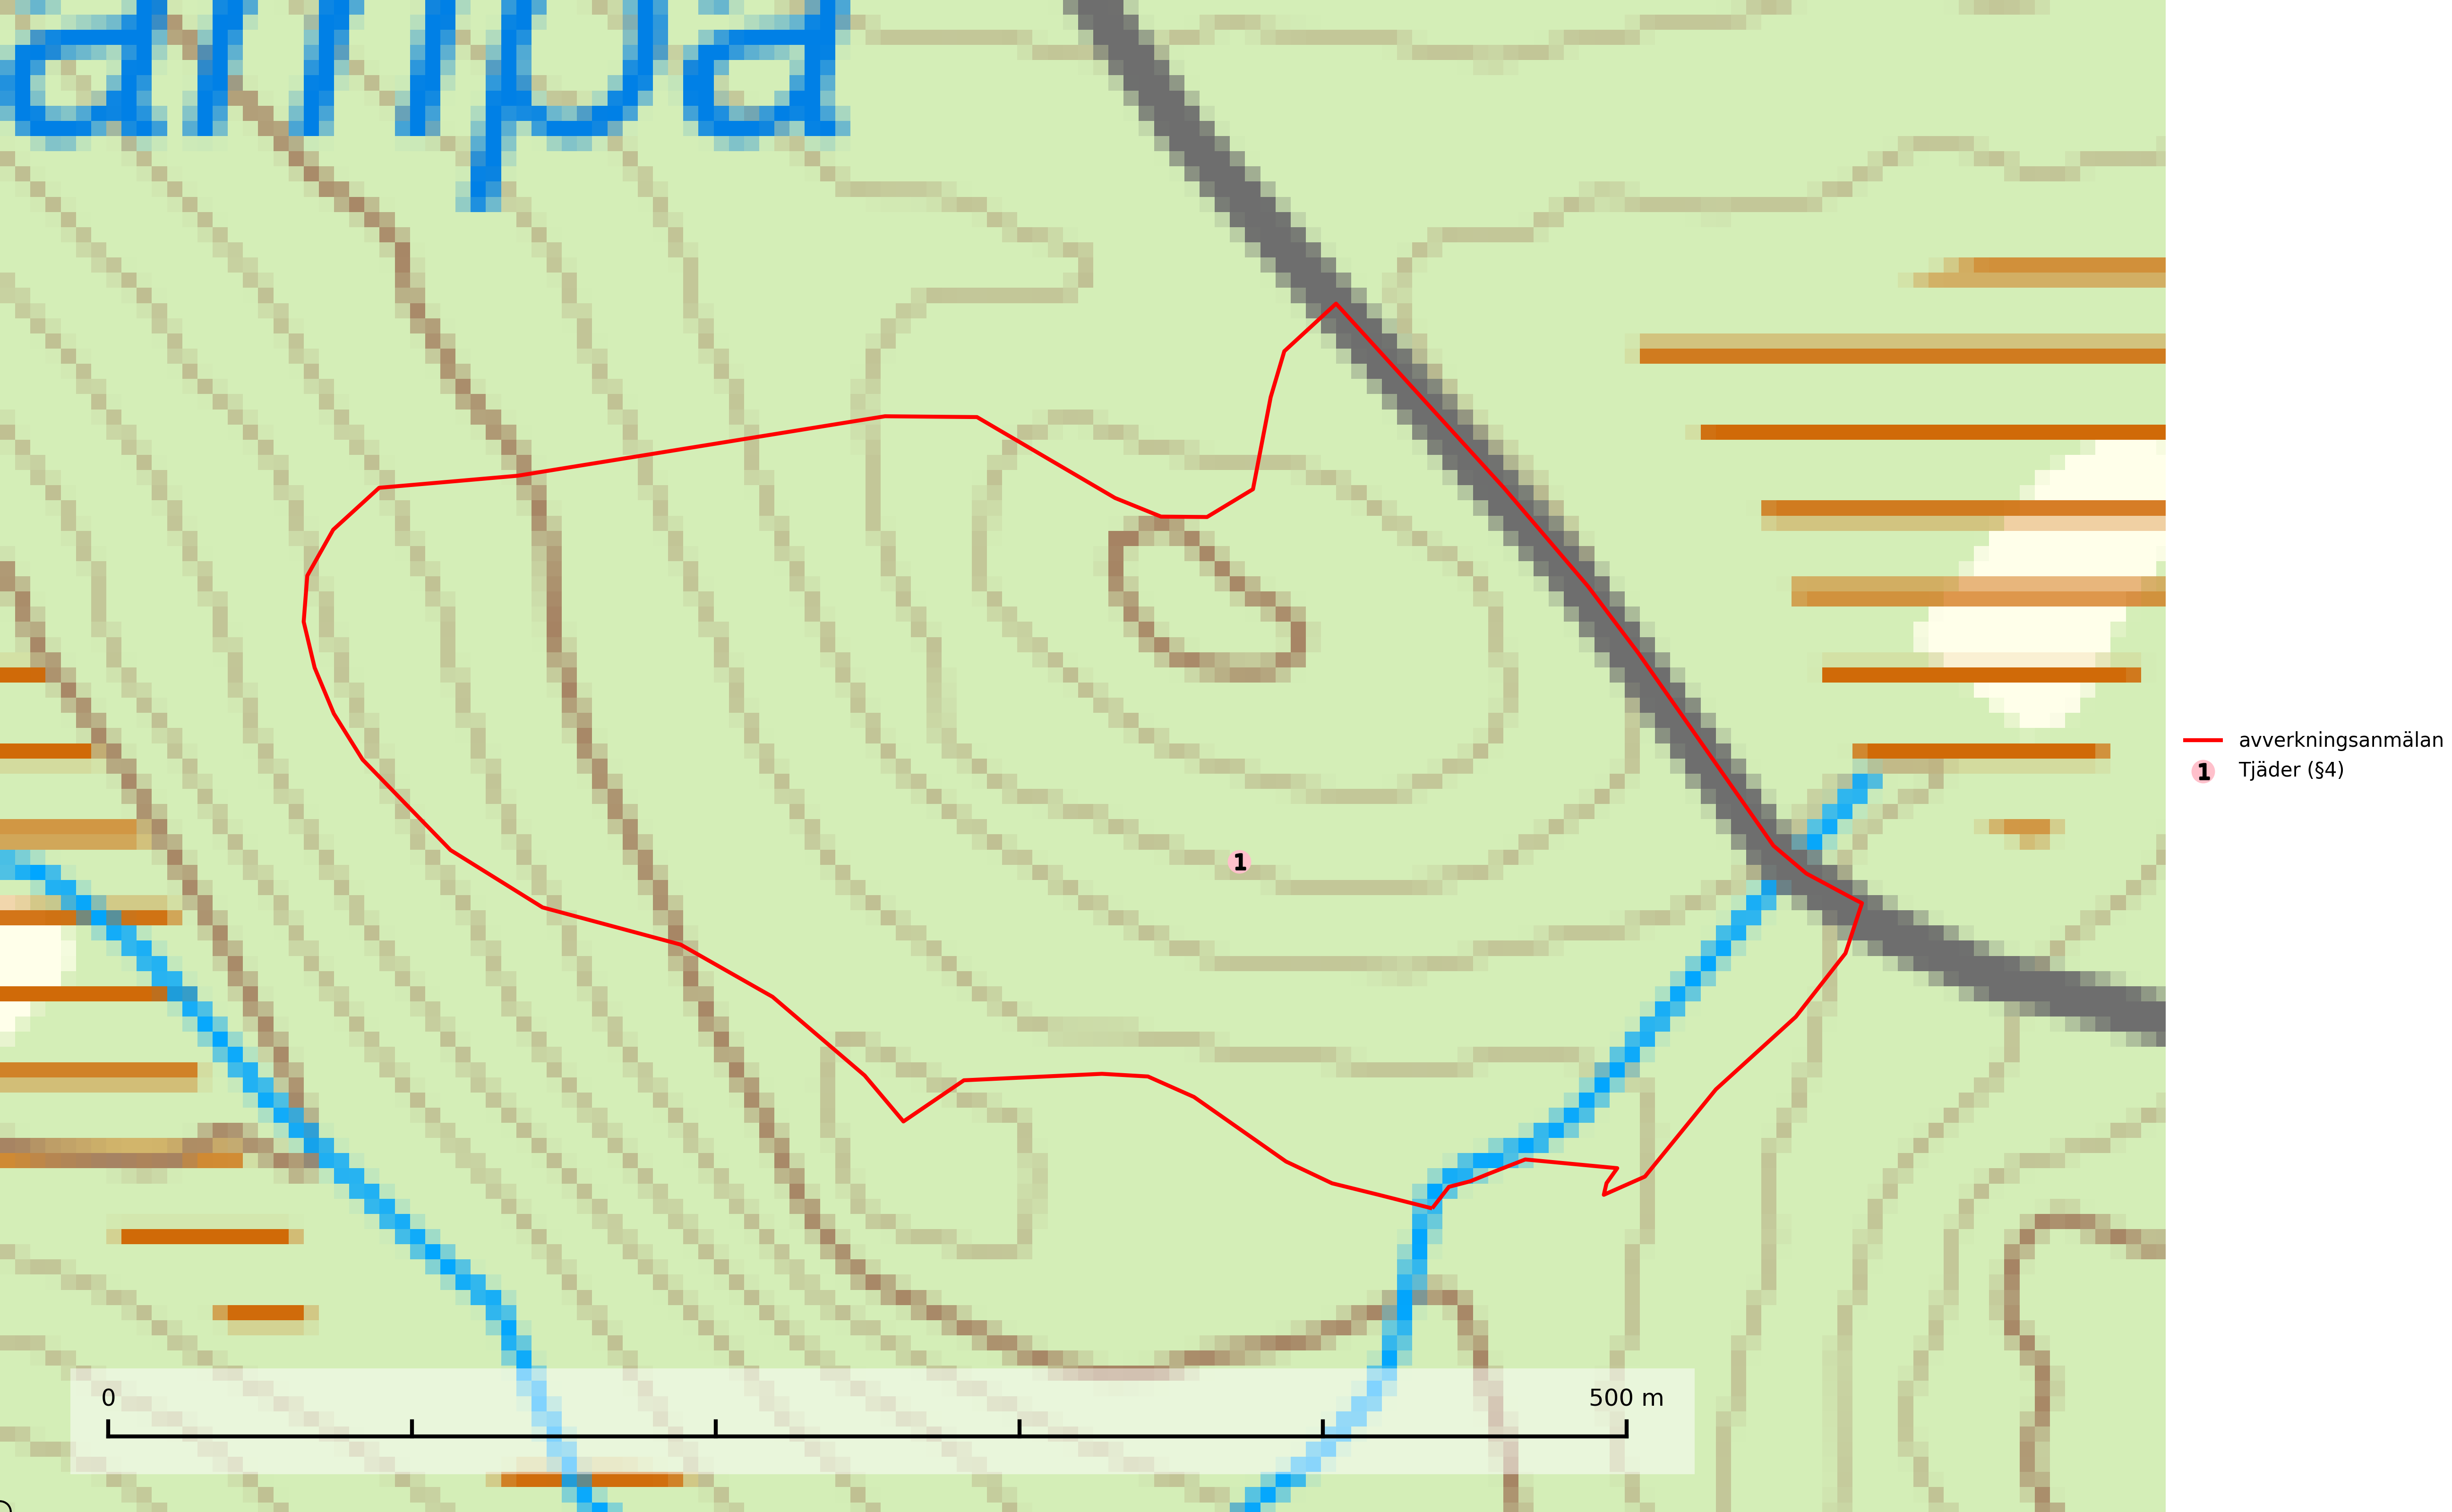 0
500 m
1
avverkningsanmälan
1 Tjäder (§4)